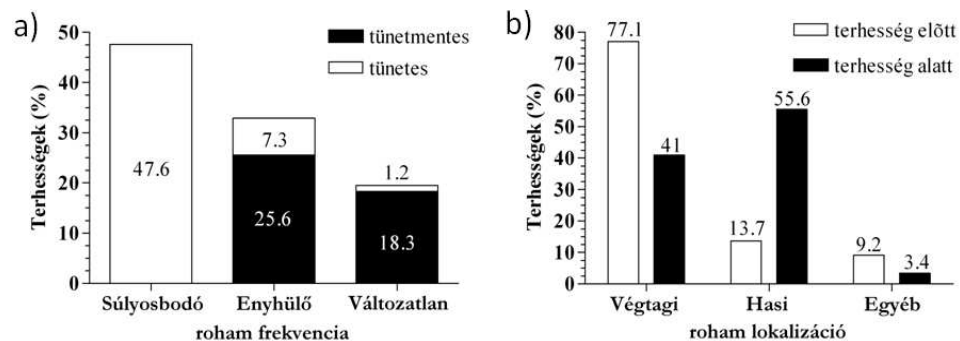 a)
50
40
30
20
10
0
Terhességek (%)
tünetmentes
tünetes
47.6
7.3
25.6
1.2
18.3
Súlyosbodó Enyhülő Változatlan
roham frekvencia
b)
80
70
60
50
40
30
20
10
0
Terhességek (%)
terhesség elõtt
terhesség alatt
77.1
41
13.7
55.6
9.2
3.4
Végtagi Hasi Egyéb
roham lokalizáció